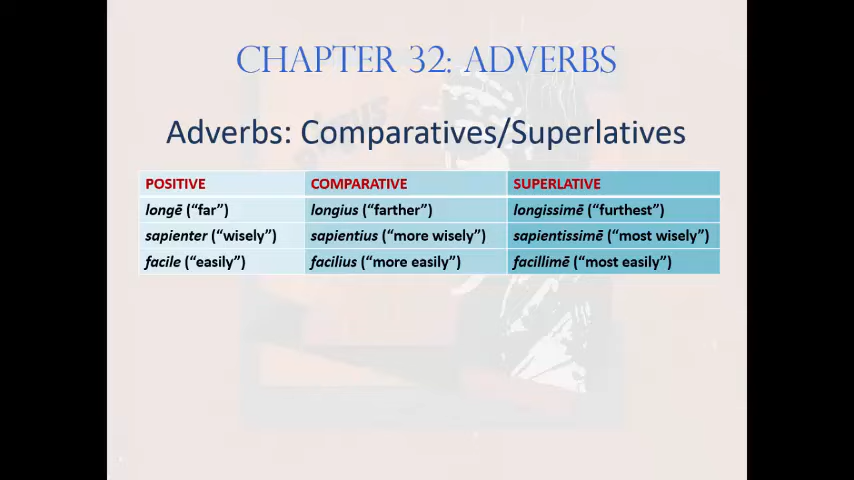 CHAPTER 32: ADVERBS
Adverbs: Comparatives/Superlatives
POSITIVE COMPARATIVE SUPERLATIVE
longē (“far”) longius (“farther”) longissimē (“furthest”)
sapienter (“wisely”) sapientius (“more wisely”) sapientissimē (“most wisely”)
facile (“easily”) facilius (“more easily”) facillimē (“most easily”)